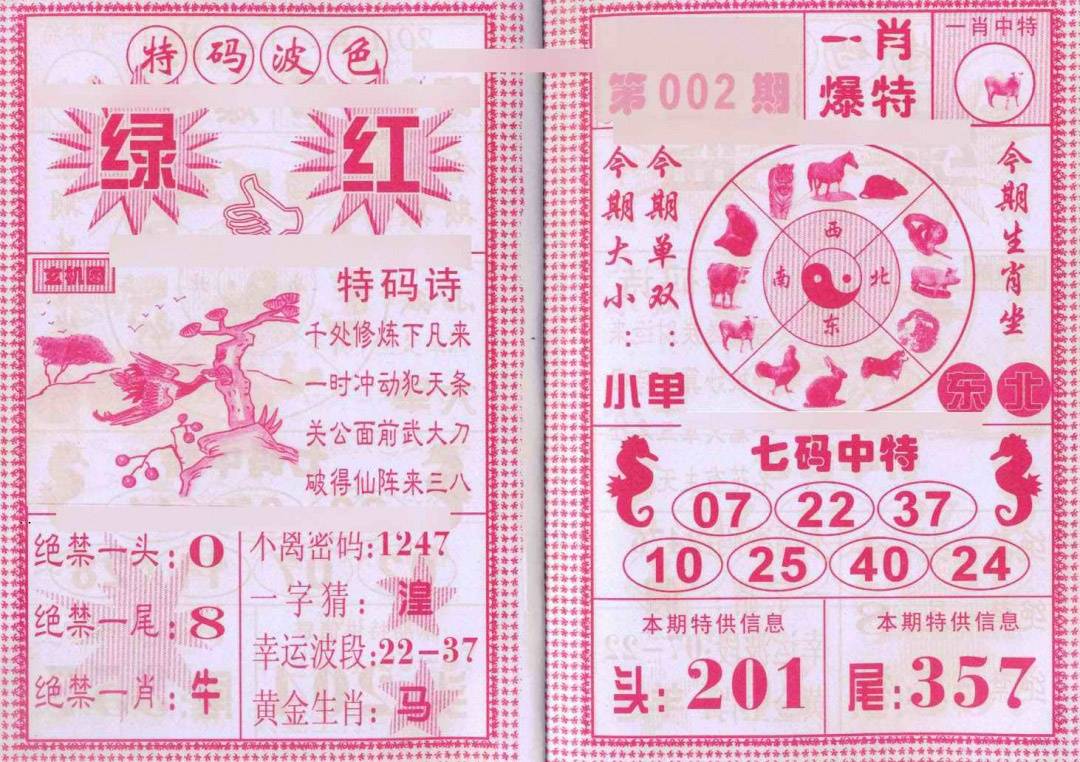 特码波色
绿 红
玄机图
特码诗
千处修炼下凡来
一时冲动犯天条
关公面前武大刀
破得仙阵来三八
绝禁一头:0
绝禁一尾:8
绝禁一肖:牛
不离密码:1247
一字猜:湟
幸运波段:22-37
黄金生肖:马
第002期
一肖
爆特
一肖中特
今期大小:小
今期单双:单
西
南 北
东
今期生肖坐
东北
七码中特
07 22 37
10 25 40 24
本期特供信息
头:201
本期特供信息
尾:357